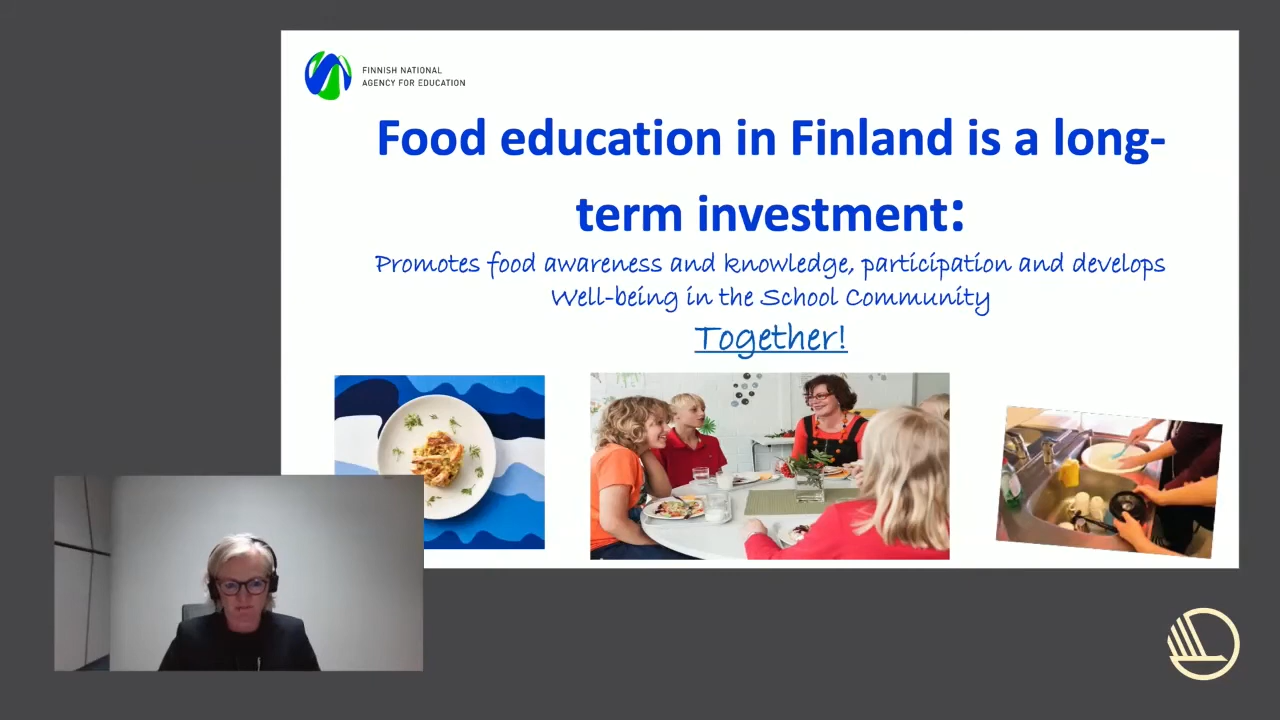 FINNISH NATIONAL
AGENCY FOR EDUCATION
Food education in Finland is a long-
term investment:
Promotes food awareness and knowledge, participation and develops
Well-being in the School Community
Together!